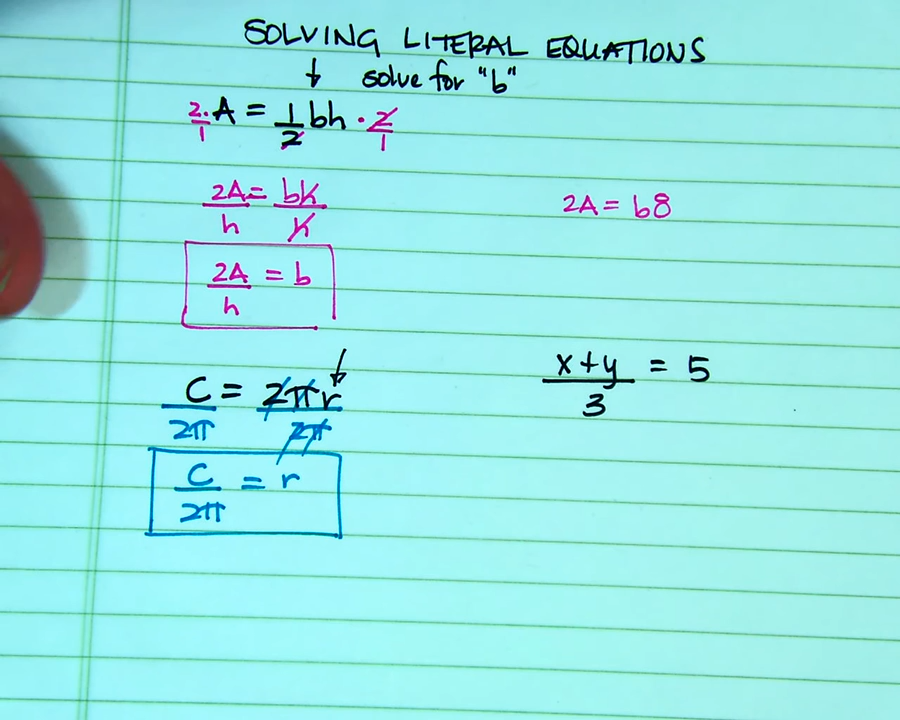 SOLVING LITERAL EQUATIONS
↓ solve for "b"
2/1 · A = 1/2 bh · 2/1
2A/h = bh/h
2A = b8
2A/h = b
C/2π = 2πr/2π
(x+y)/3 = 5
C/2π = r